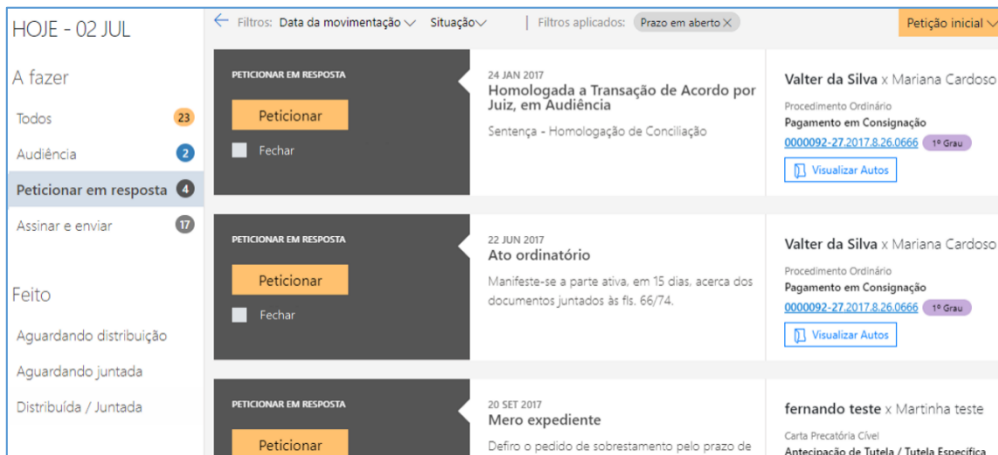 HOJE - 02 JUL
A fazer
Todos 23
Audiência 2
Peticionar em resposta 4
Assinar e enviar 17
Feito
Aguardando distribuição
Aguardando juntada
Distribuída / Juntada
Filtros: Data da movimentação Situação | Filtros aplicados: Prazo em aberto ×
Petição inicial
PETICIONAR EM RESPOSTA
Peticionar
Fechar
24 JAN 2017
Homologada a Transação de Acordo por
Juiz, em Audiência
Sentença - Homologação de Conciliação
Valter da Silva x Mariana Cardoso
Procedimento Ordinário
Pagamento em Consignação
0000092-27.2017.8.26.0666 1º Grau
Visualizar Autos
PETICIONAR EM RESPOSTA
Peticionar
Fechar
22 JUN 2017
Ato ordinatório
Manifeste-se a parte ativa, em 15 dias, acerca dos
documentos juntados às fls. 66/74.
Valter da Silva x Mariana Cardoso
Procedimento Ordinário
Pagamento em Consignação
0000092-27.2017.8.26.0666 1º Grau
Visualizar Autos
PETICIONAR EM RESPOSTA
Peticionar
20 SET 2017
Mero expediente
Defiro o pedido de sobrestamento pelo prazo de
fernando teste x Martinha teste
Carta Precatória Cível
Antecipação de Tutela / Tutela Específica